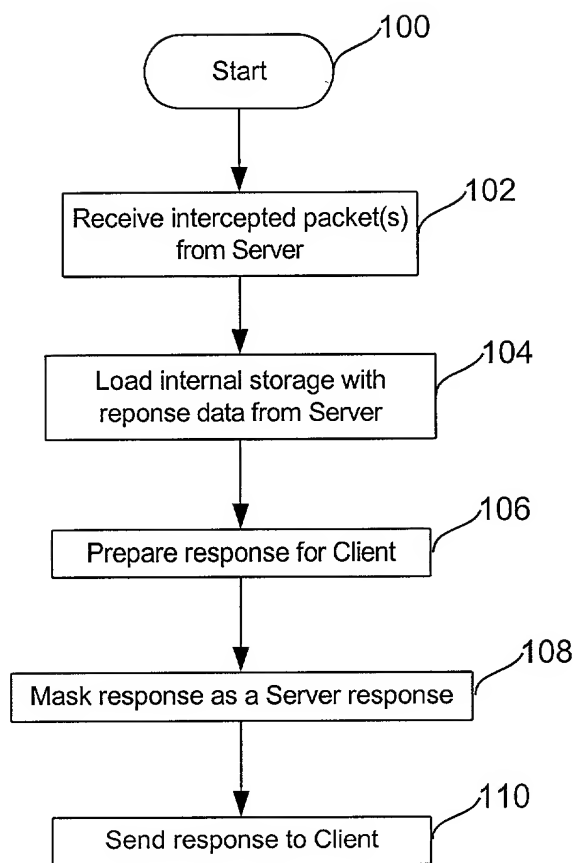 100
Start
102
Receive intercepted packet(s)
from Server
104
Load internal storage with
reponse data from Server
106
Prepare response for Client
108
Mask response as a Server response
110
Send response to Client